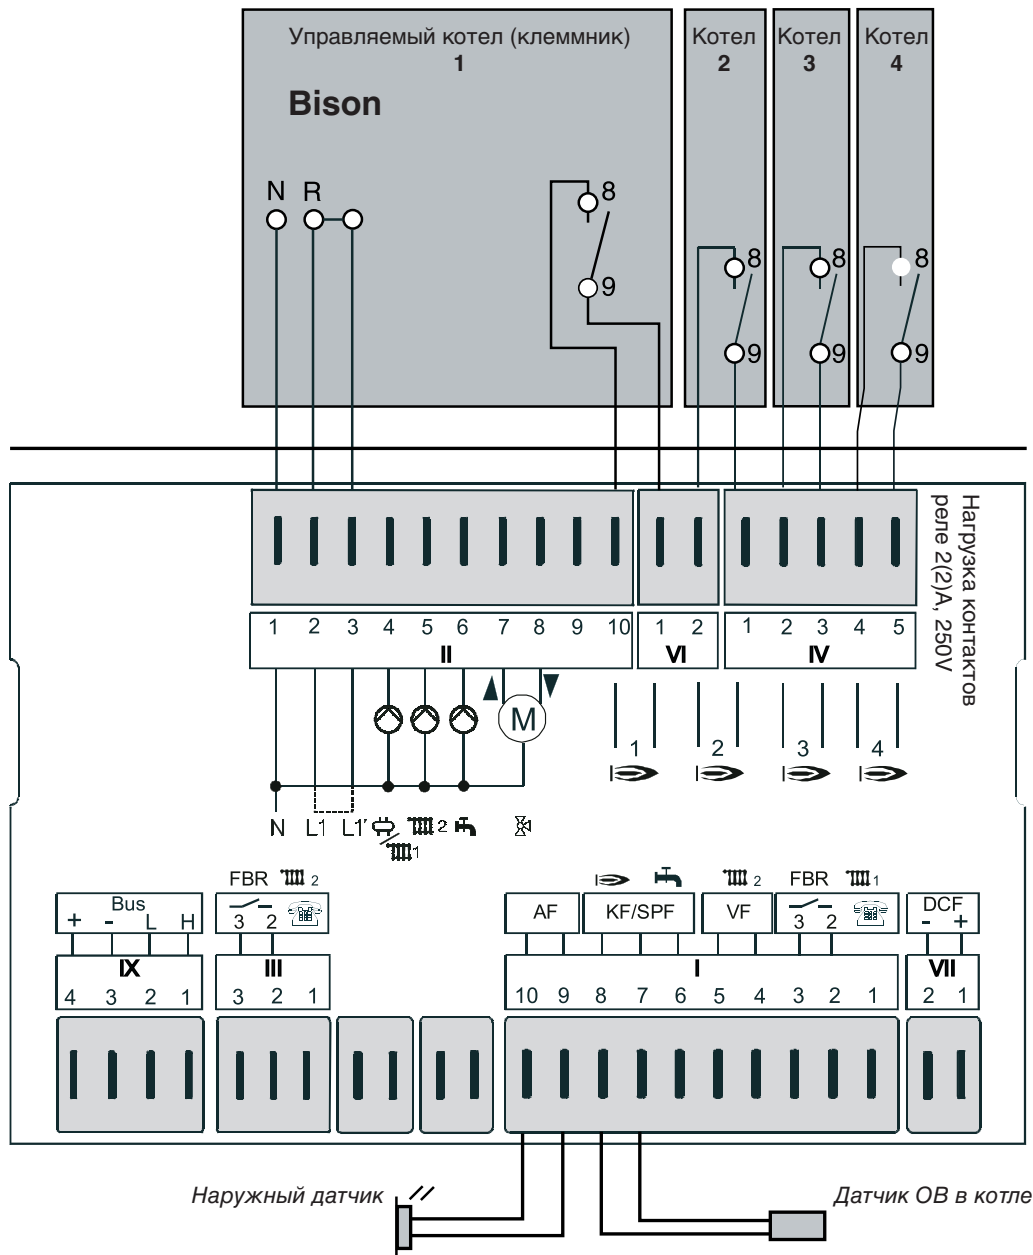 Управляемый котел (клеммник)
1
Bison
Котел
2
Котел
3
Котел
4
N R
8
9
8
9
8
9
8
9
Нагрузка контактов
реле 2(2)A, 250V
1 2 3 4 5 6 7 8 9 10
II
1 2
VI
1 2 3 4 5
IV
M
1 2 3 4
N L1 L1' 2
1
FBR 2
Bus
+ - L H
3 2
IX
4 3 2 1
III
3 2 1
2 FBR 1
AF KF/SPF VF
3 2
DCF
- +
I
10 9 8 7 6 5 4 3 2 1
VII
2 1
Наружный датчик
Датчик ОВ в котле